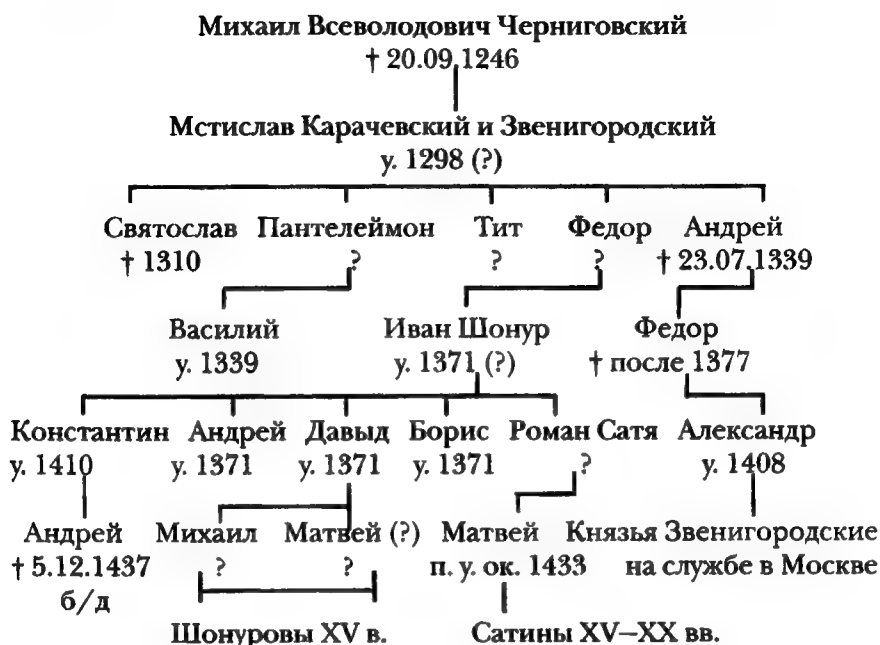 Михаил Всеволодович Черниговский
† 20.09.1246
Мстислав Карачевский и Звенигородский
у. 1298 (?)
Святослав Пантелеймон Тит Федор Андрей
† 1310 ? ? ? † 23.07.1339
Василий Иван Шонур Федор
у. 1339 у. 1371 (?) † после 1377
Константин Андрей Давыд Борис Роман Сатя Александр
у. 1410 у. 1371 у. 1371 у. 1371 ? у. 1408
Андрей Михаил Матвей (?) Матвей Князья Звенигородские
† 5.12.1437 ? ? п. у. ок. 1433 на службе в Москве
б/д
Шонуровы XV в. Сатины XV–XX вв.